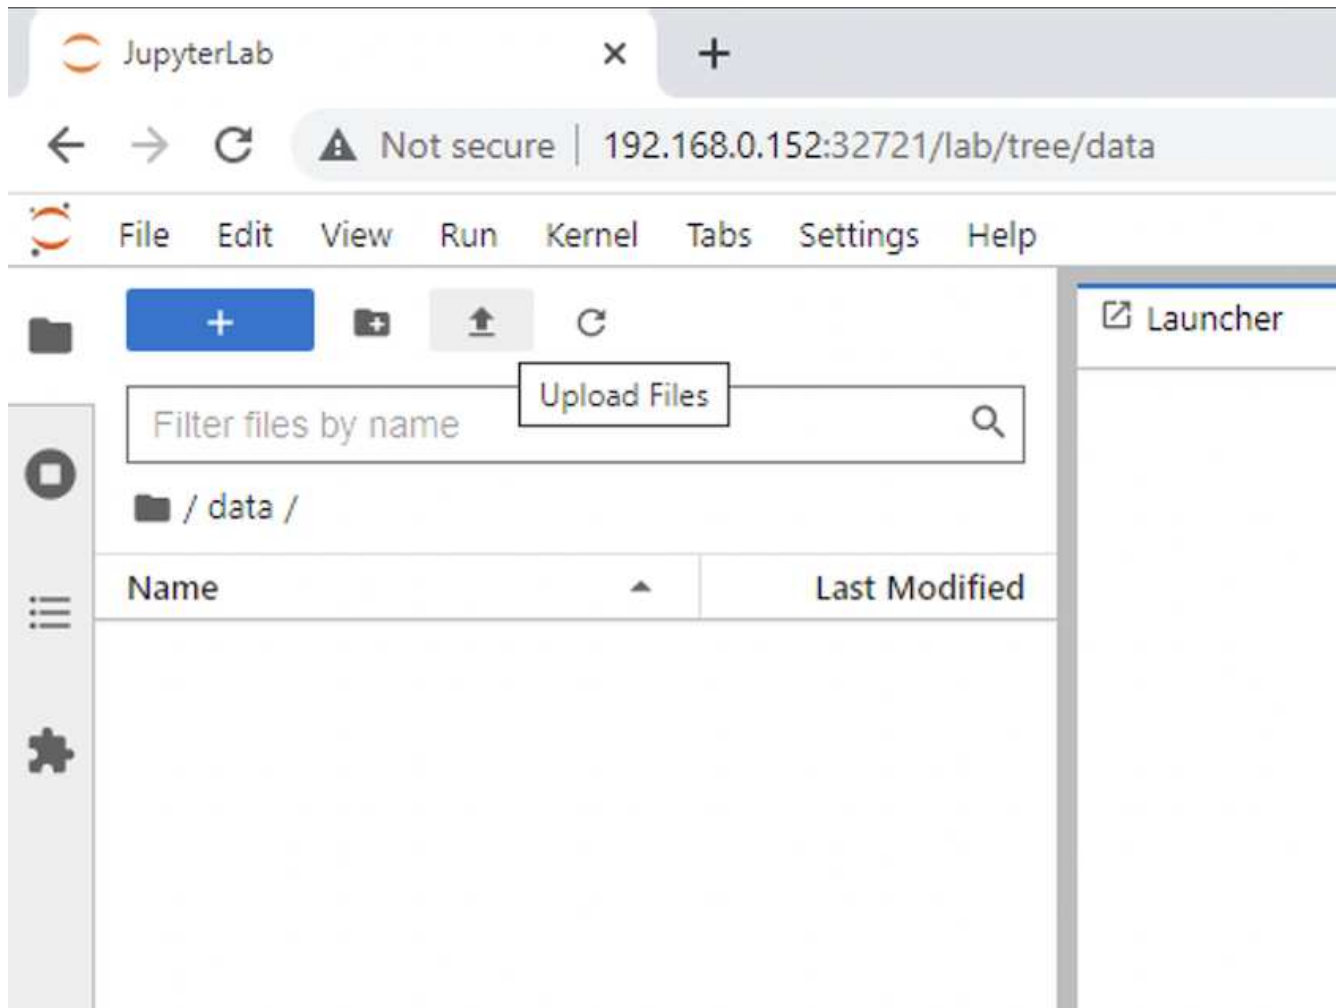 JupyterLab
Not secure | 192.168.0.152:32721/lab/tree/data
File Edit View Run Kernel Tabs Settings Help
Launcher
Upload Files
Filter files by name
/ data /
Name Last Modified